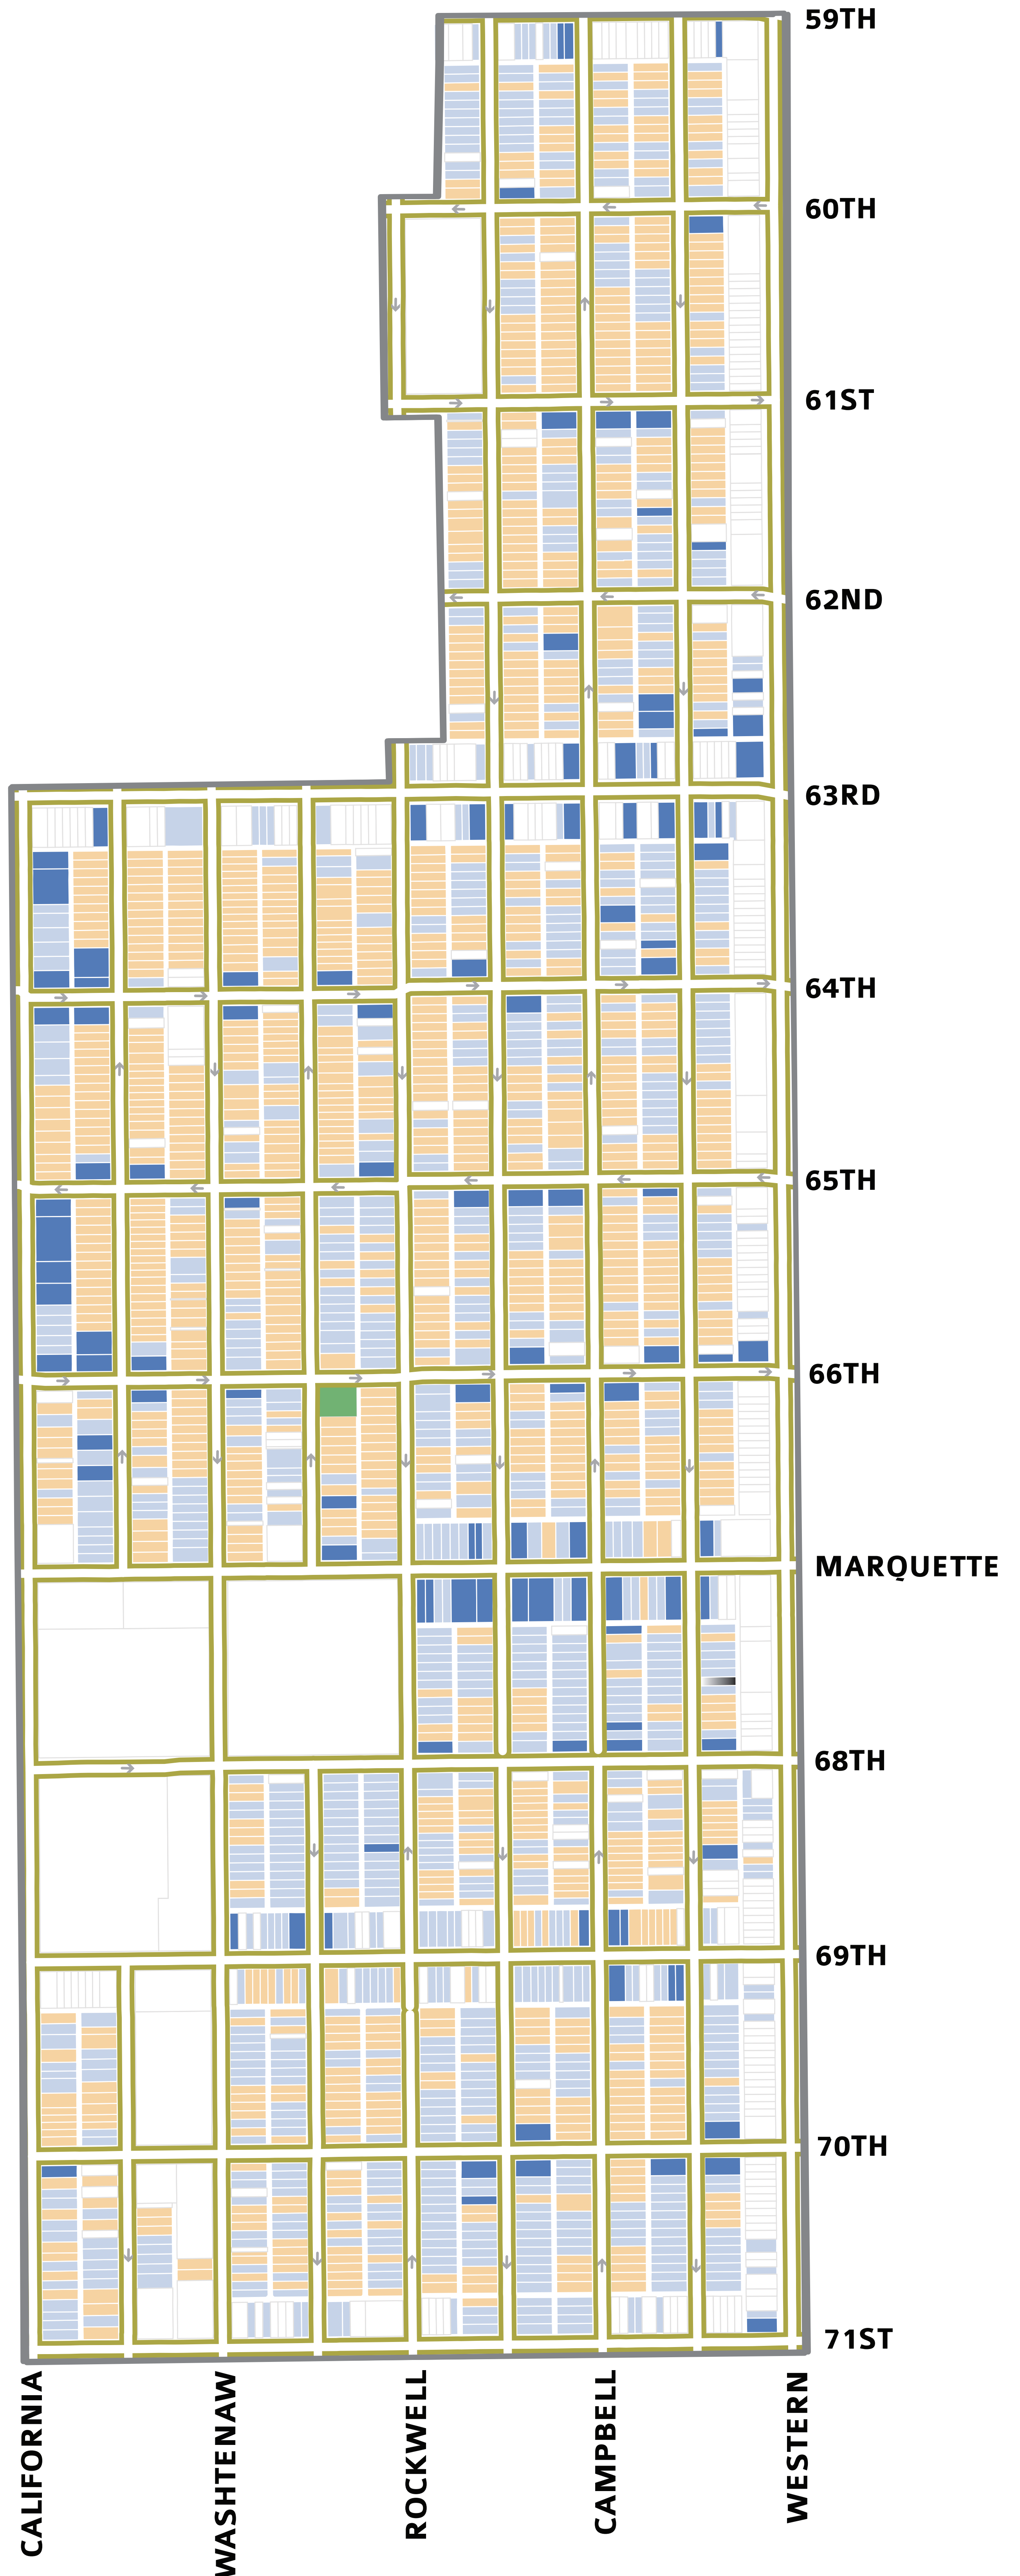 59TH
60TH
61ST
62ND
63RD
64TH
65TH
66TH
MARQUETTE
68TH
69TH
70TH
71ST
CALIFORNIA
WASHTENAW
ROCKWELL
CAMPBELL
WESTERN